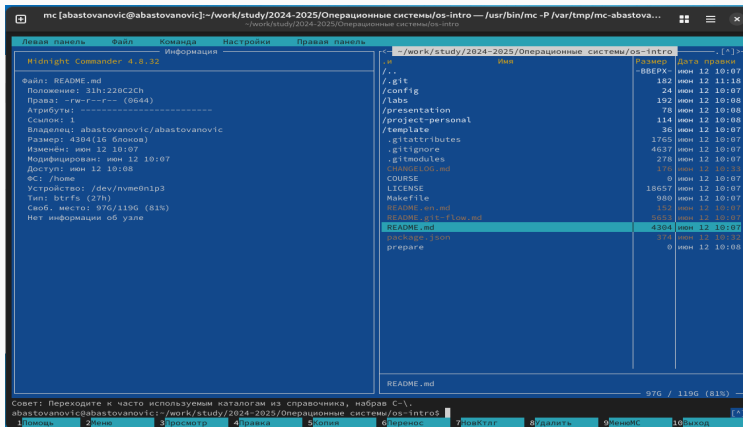 mc [abastovanovic@abastovanovic]:~/work/study/2024-2025/Операционные системы/os-intro — /usr/bin/mc -P /var/tmp/mc-abastova...
~/work/study/2024-2025/Операционные системы/os-intro
Левая панель Файл Команда Настройки Правая панель
Информация
Midnight Commander 4.8.32
Файл: README.md
Положение: 31h:220C2Ch
Права: -rw-r--r-- (0644)
Атрибуты: -------------------------
Ссылок: 1
Владелец: abastovanovic/abastovanovic
Размер: 4304(16 блоков)
Изменён: июн 12 10:07
Модифицирован: июн 12 10:07
Доступ: июн 12 10:08
ФС: /home
Устройство: /dev/nvme0n1p3
Тип: btrfs (27h)
Своб. место: 97G/119G (81%)
Нет информации об узле
<- ~/work/study/2024-2025/Операционные системы/os-intro .[^]>
.и Имя Размер Дата правки
/.. -ВВЕРХ- июн 12 10:07
/.git 182 июн 12 11:18
/config 24 июн 12 10:07
/labs 192 июн 12 10:08
/presentation 78 июн 12 10:08
/project-personal 114 июн 12 10:08
/template 36 июн 12 10:07
.gitattributes 1765 июн 12 10:07
.gitignore 4637 июн 12 10:07
.gitmodules 278 июн 12 10:07
CHANGELOG.md 176 июн 12 10:33
COURSE 0 июн 12 10:07
LICENSE 18657 июн 12 10:07
Makefile 980 июн 12 10:07
README.en.md 152 июн 12 10:07
README.git-flow.md 5653 июн 12 10:07
README.md 4304 июн 12 10:07
package.json 374 июн 12 10:32
prepare 0 июн 12 10:08
README.md
97G / 119G (81%)
Совет: Переходите к часто используемым каталогам из справочника, набрав C-\.
abastovanovic@abastovanovic:~/work/study/2024-2025/Операционные системы/os-intro$ [^]
1Помощь 2Меню 3Просмотр 4Правка 5Копия 6Перенос 7НовКтлг 8Удалить 9МенюMC 10Выход